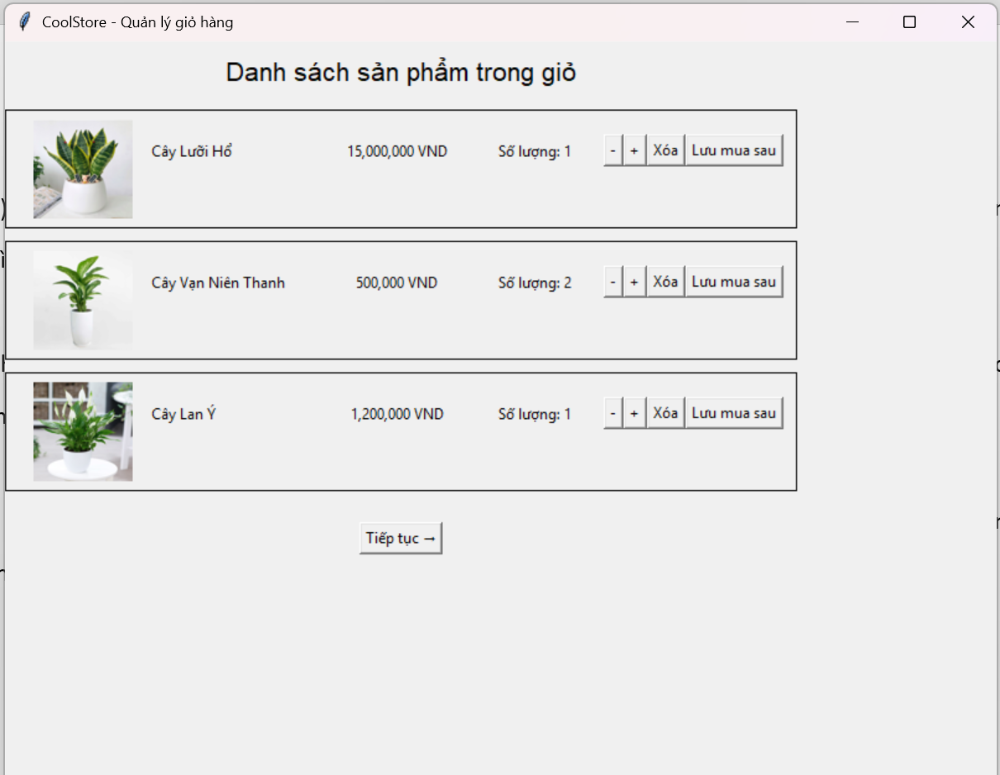 CoolStore - Quản lý giỏ hàng
Danh sách sản phẩm trong giỏ
Cây Lưỡi Hổ 15,000,000 VND Số lượng: 1 - + Xóa Lưu mua sau
Cây Vạn Niên Thanh 500,000 VND Số lượng: 2 - + Xóa Lưu mua sau
Cây Lan Ý 1,200,000 VND Số lượng: 1 - + Xóa Lưu mua sau
Tiếp tục →